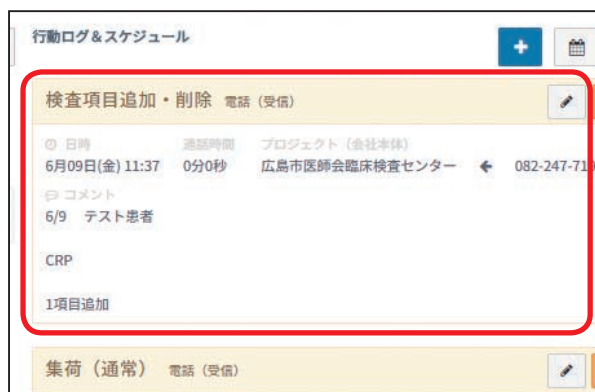 行動ログ＆スケジュール
検査項目追加・削除 電話（受信）
日時 通話時間 プロジェクト（会社本体）
6月09日(金) 11:37 0分0秒 広島市医師会臨床検査センター ← 082-247-719
コメント
6/9 テスト患者
CRP
1項目追加
集荷（通常） 電話（受信）